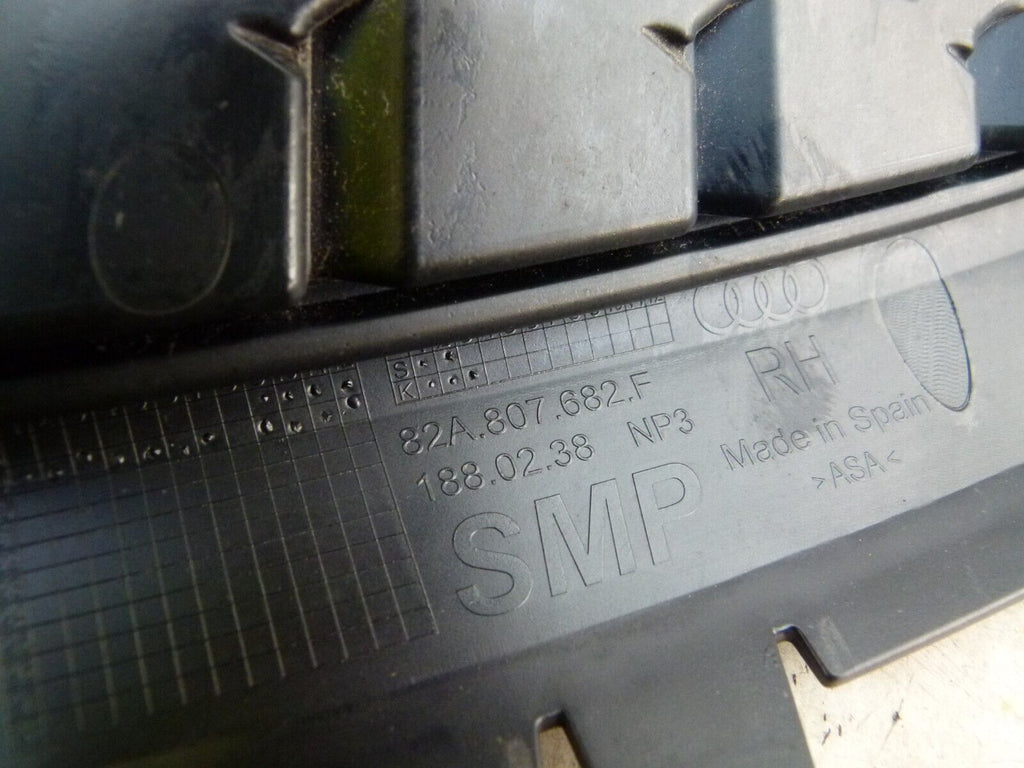 S
K
82A.807.682.F
188.02.38 NP3
SMP
RH
Made in Spain
>ASA<